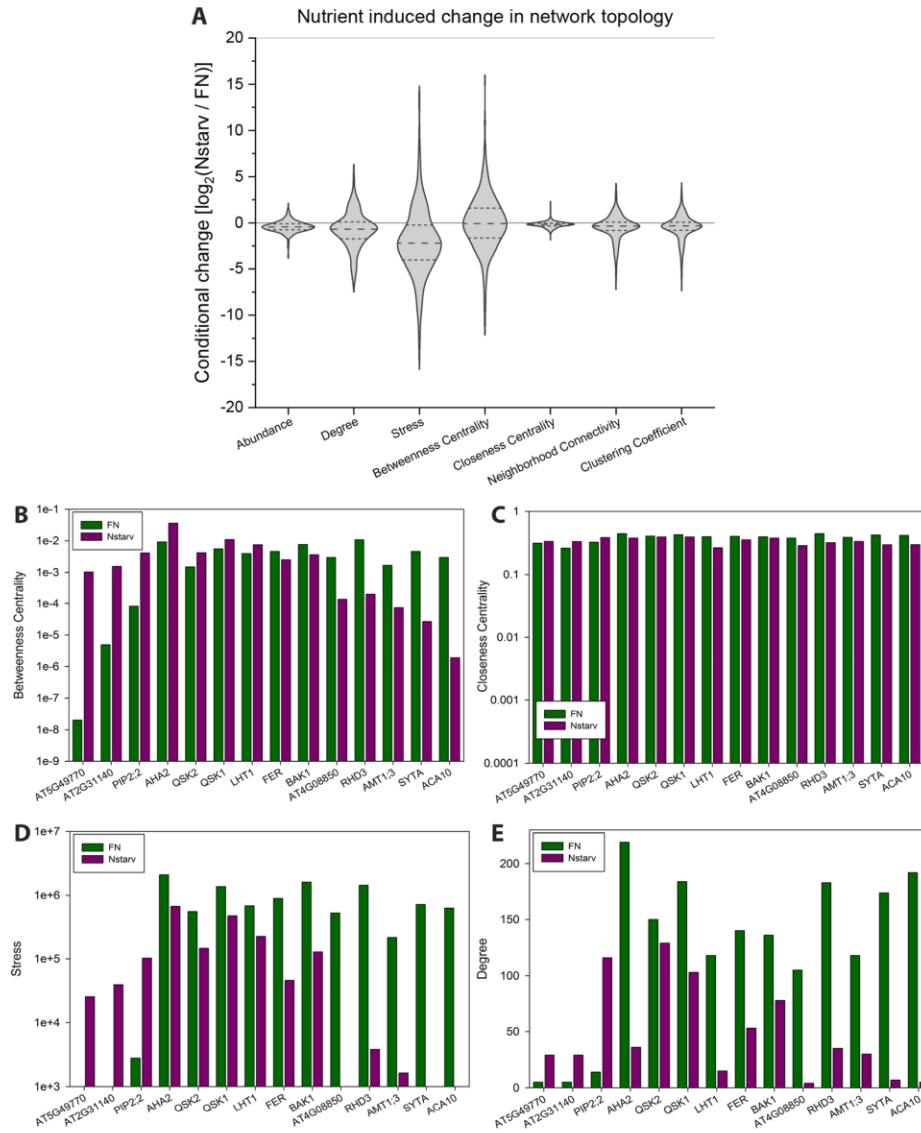 A
Nutrient induced change in network topology
Conditional change [log2(Nstarv / FN)]
20
15
10
5
0
-5
-10
-15
-20
Abundance
Degree
Stress
Betweenness Centrality
Closeness Centrality
Neighborhood Connectivity
Clustering Coefficient
B
FN
Nstarv
Betweenness Centrality
1e-1
1e-2
1e-3
1e-4
1e-5
1e-6
1e-7
1e-8
1e-9
AT5G49770
AT2G31140
PIP2;2
AHA2
QSK2
QSK1
LHT1
FER
BAK1
AT4G08850
RHD3
AMT1;3
SYTA
ACA10
C
Closeness Centrality
1
0.1
0.01
0.001
0.0001
FN
Nstarv
AT5G49770
AT2G31140
PIP2;2
AHA2
QSK2
QSK1
LHT1
FER
BAK1
AT4G08850
RHD3
AMT1;3
SYTA
ACA10
D
FN
Nstarv
Stress
1e+7
1e+6
1e+5
1e+4
1e+3
AT5G49770
AT2G31140
PIP2;2
AHA2
QSK2
QSK1
LHT1
FER
BAK1
AT4G08850
RHD3
AMT1;3
SYTA
ACA10
E
FN
Nstarv
Degree
200
150
100
50
0
AT5G49770
AT2G31140
PIP2;2
AHA2
QSK2
QSK1
LHT1
FER
BAK1
AT4G08850
RHD3
AMT1;3
SYTA
ACA10